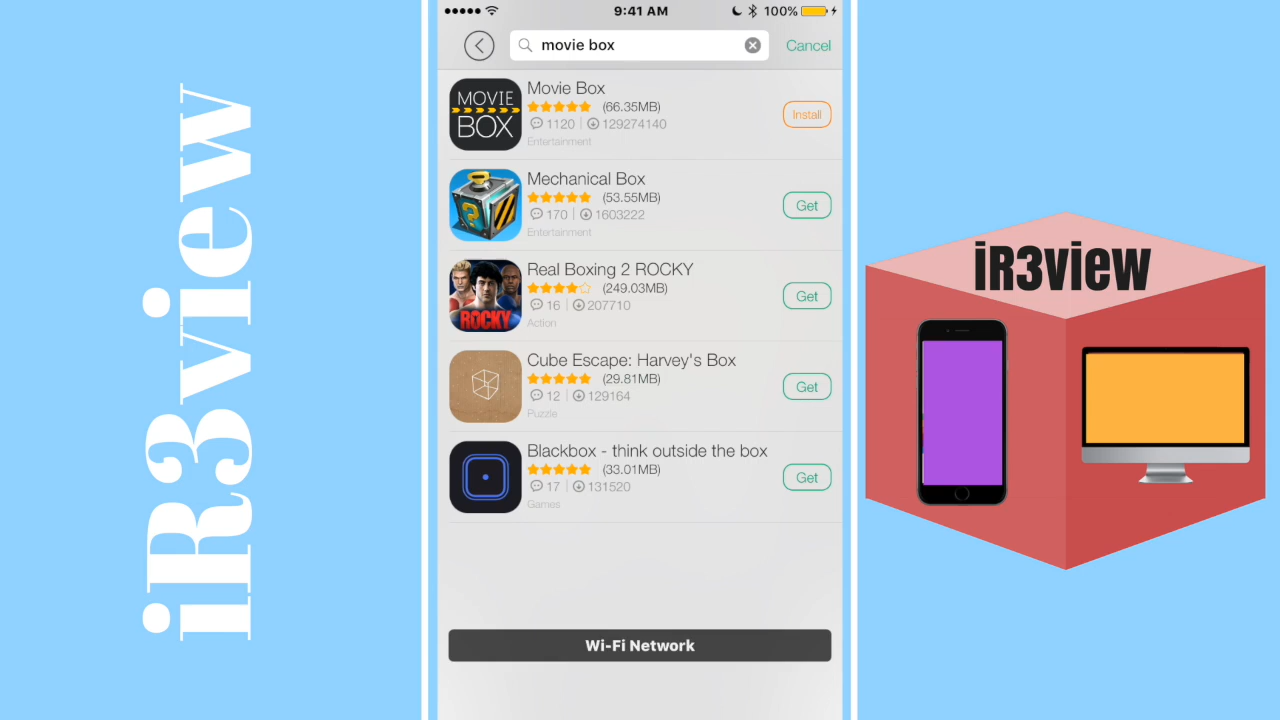 iR3view
9:41 AM
100%
movie box
Cancel
MOVIE
BOX
Movie Box
(66.35MB)
1120 | 129274140
Entertainment
Install
Mechanical Box
(53.55MB)
170 | 1603222
Entertainment
Get
ROCKY
Real Boxing 2 ROCKY
(249.03MB)
16 | 207710
Action
Get
Cube Escape: Harvey's Box
(29.81MB)
12 | 129164
Puzzle
Get
Blackbox - think outside the box
(33.01MB)
17 | 131520
Games
Get
Wi-Fi Network
iR3view